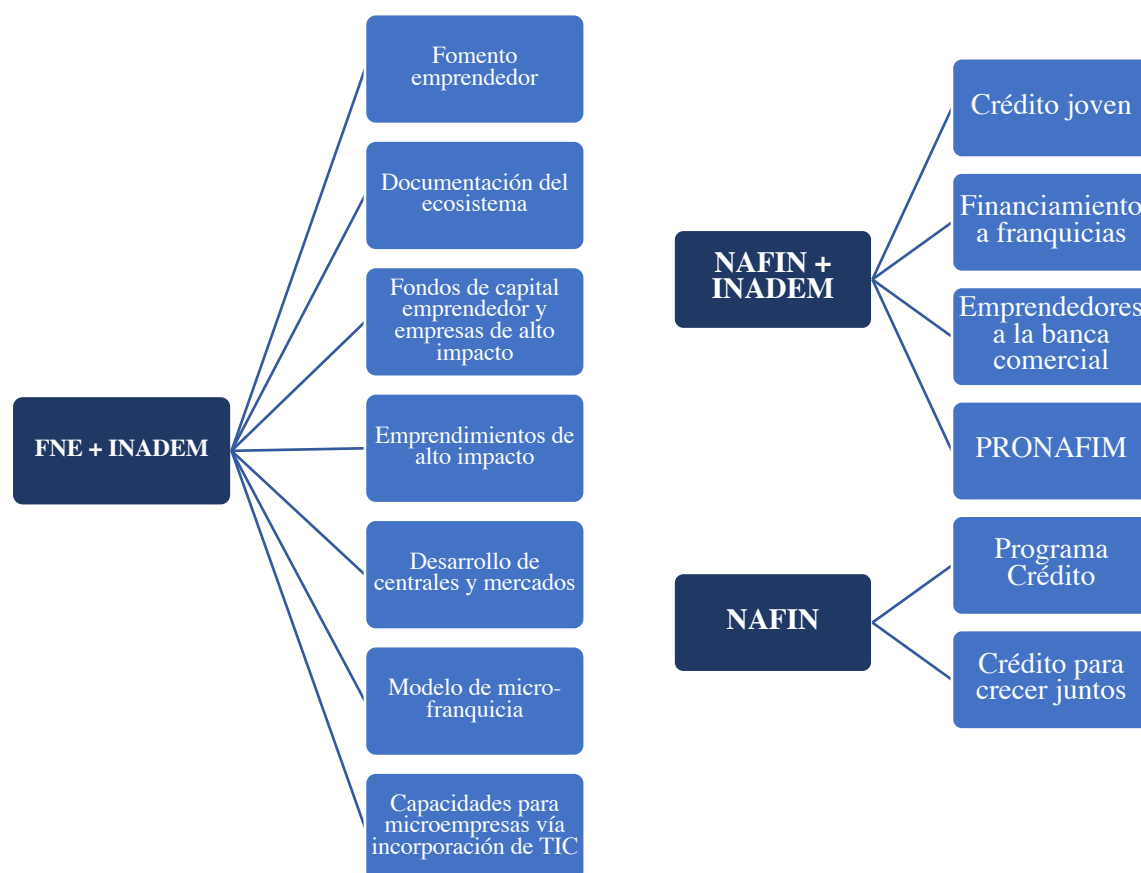 FNE + INADEM
Fomento
emprendedor
Documentación del
ecosistema
Fondos de capital
emprendedor y
empresas de alto
impacto
Emprendimientos de
alto impacto
Desarrollo de
centrales y mercados
Modelo de micro-
franquicia
Capacidades para
microempresas vía
incorporación de TIC
NAFIN +
INADEM
Crédito joven
Financiamiento
a franquicias
Emprendedores
a la banca
comercial
PRONAFIM
NAFIN
Programa
Crédito
Crédito para
crecer juntos